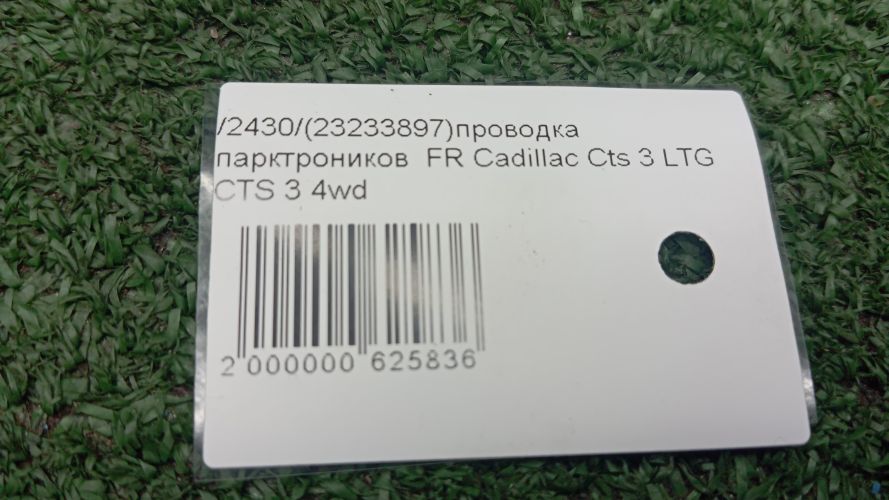 /2430/(23233897)проводка
парктроников  FR Cadillac Cts 3 LTG
CTS 3 4wd
2 000000 625836